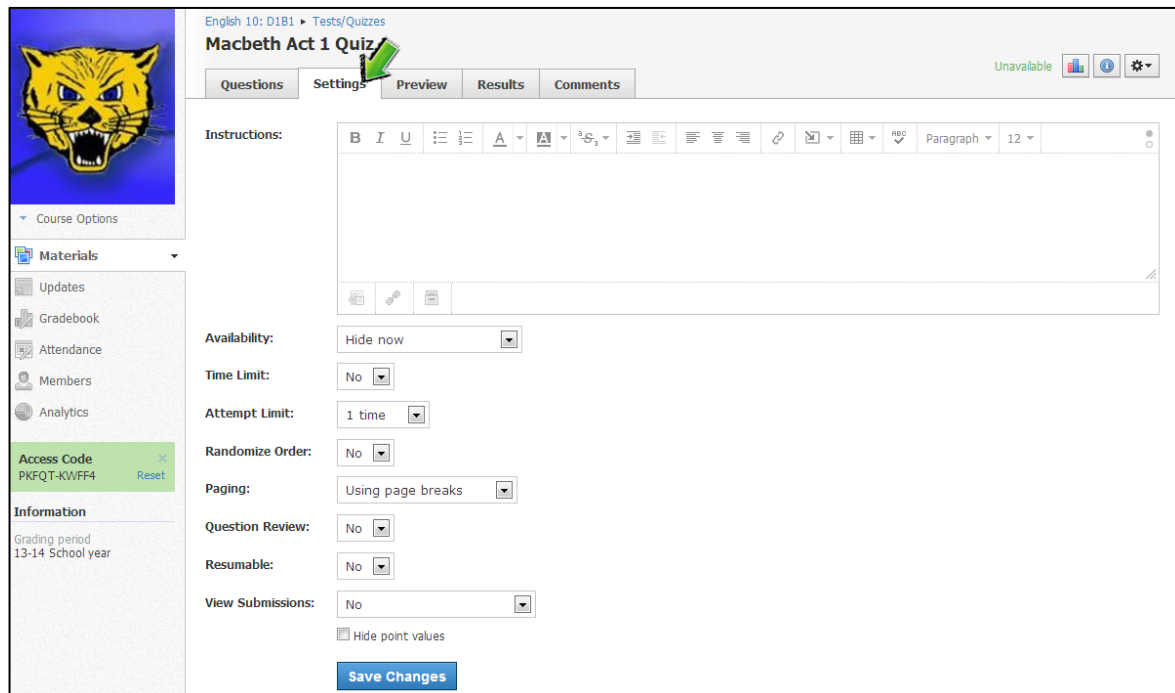 English 10: D1B1 ▸ Tests/Quizzes
Macbeth Act 1 Quiz
Unavailable
Questions Settings Preview Results Comments
Instructions:
B I U A A S ABC Paragraph 12
Course Options
Materials
Updates
Gradebook
Attendance
Members
Analytics
Access Code
PKFQT-KWFF4 Reset
Information
Grading period
13-14 School year
Availability: Hide now
Time Limit: No
Attempt Limit: 1 time
Randomize Order: No
Paging: Using page breaks
Question Review: No
Resumable: No
View Submissions: No
Hide point values
Save Changes